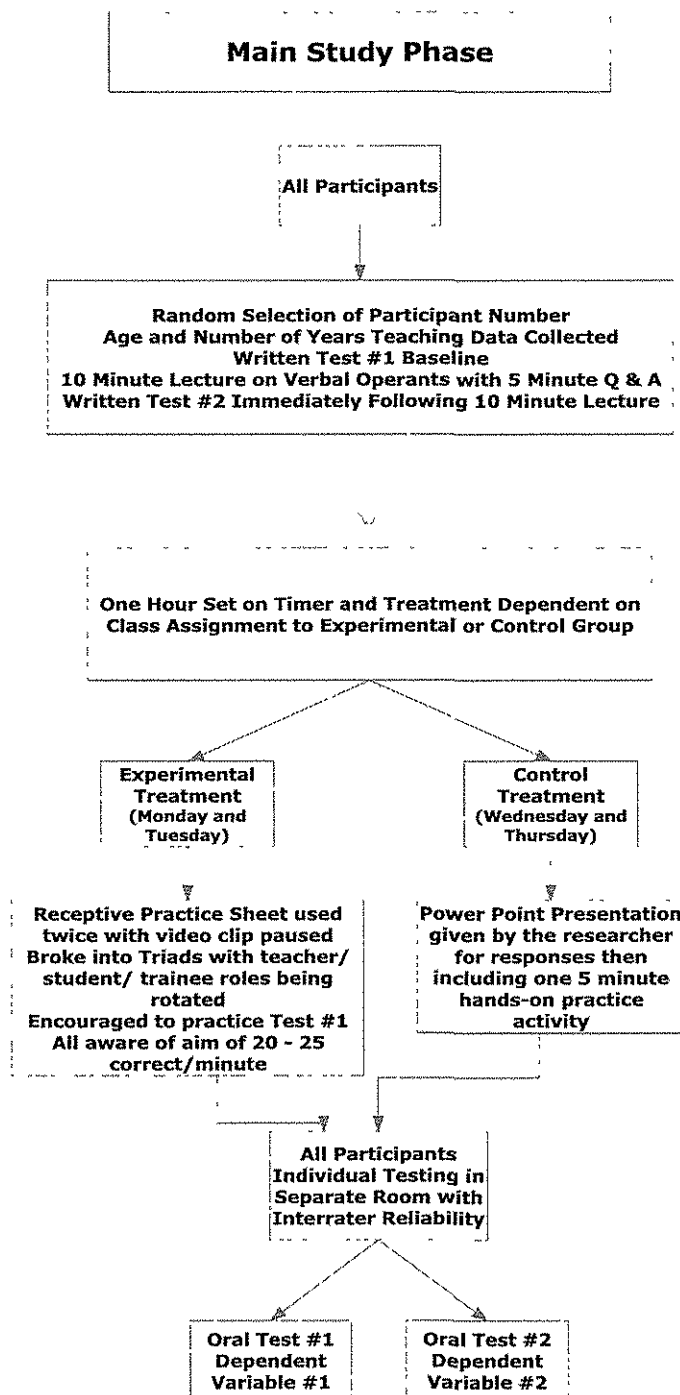 Main Study Phase
All Participants
Random Selection of Participant Number
Age and Number of Years Teaching Data Collected
Written Test #1 Baseline
10 Minute Lecture on Verbal Operants with 5 Minute Q & A
Written Test #2 Immediately Following 10 Minute Lecture
One Hour Set on Timer and Treatment Dependent on
Class Assignment to Experimental or Control Group
Experimental
Treatment
(Monday and
Tuesday)
Control
Treatment
(Wednesday and
Thursday)
Receptive Practice Sheet used
twice with video clip paused
Broke into Triads with teacher/
student/ trainee roles being
rotated
Encouraged to practice Test #1
All aware of aim of 20 - 25
correct/minute
Power Point Presentation
given by the researcher
for responses then
including one 5 minute
hands-on practice
activity
All Participants
Individual Testing in
Separate Room with
Interrater Reliability
Oral Test #1
Dependent
Variable #1
Oral Test #2
Dependent
Variable #2